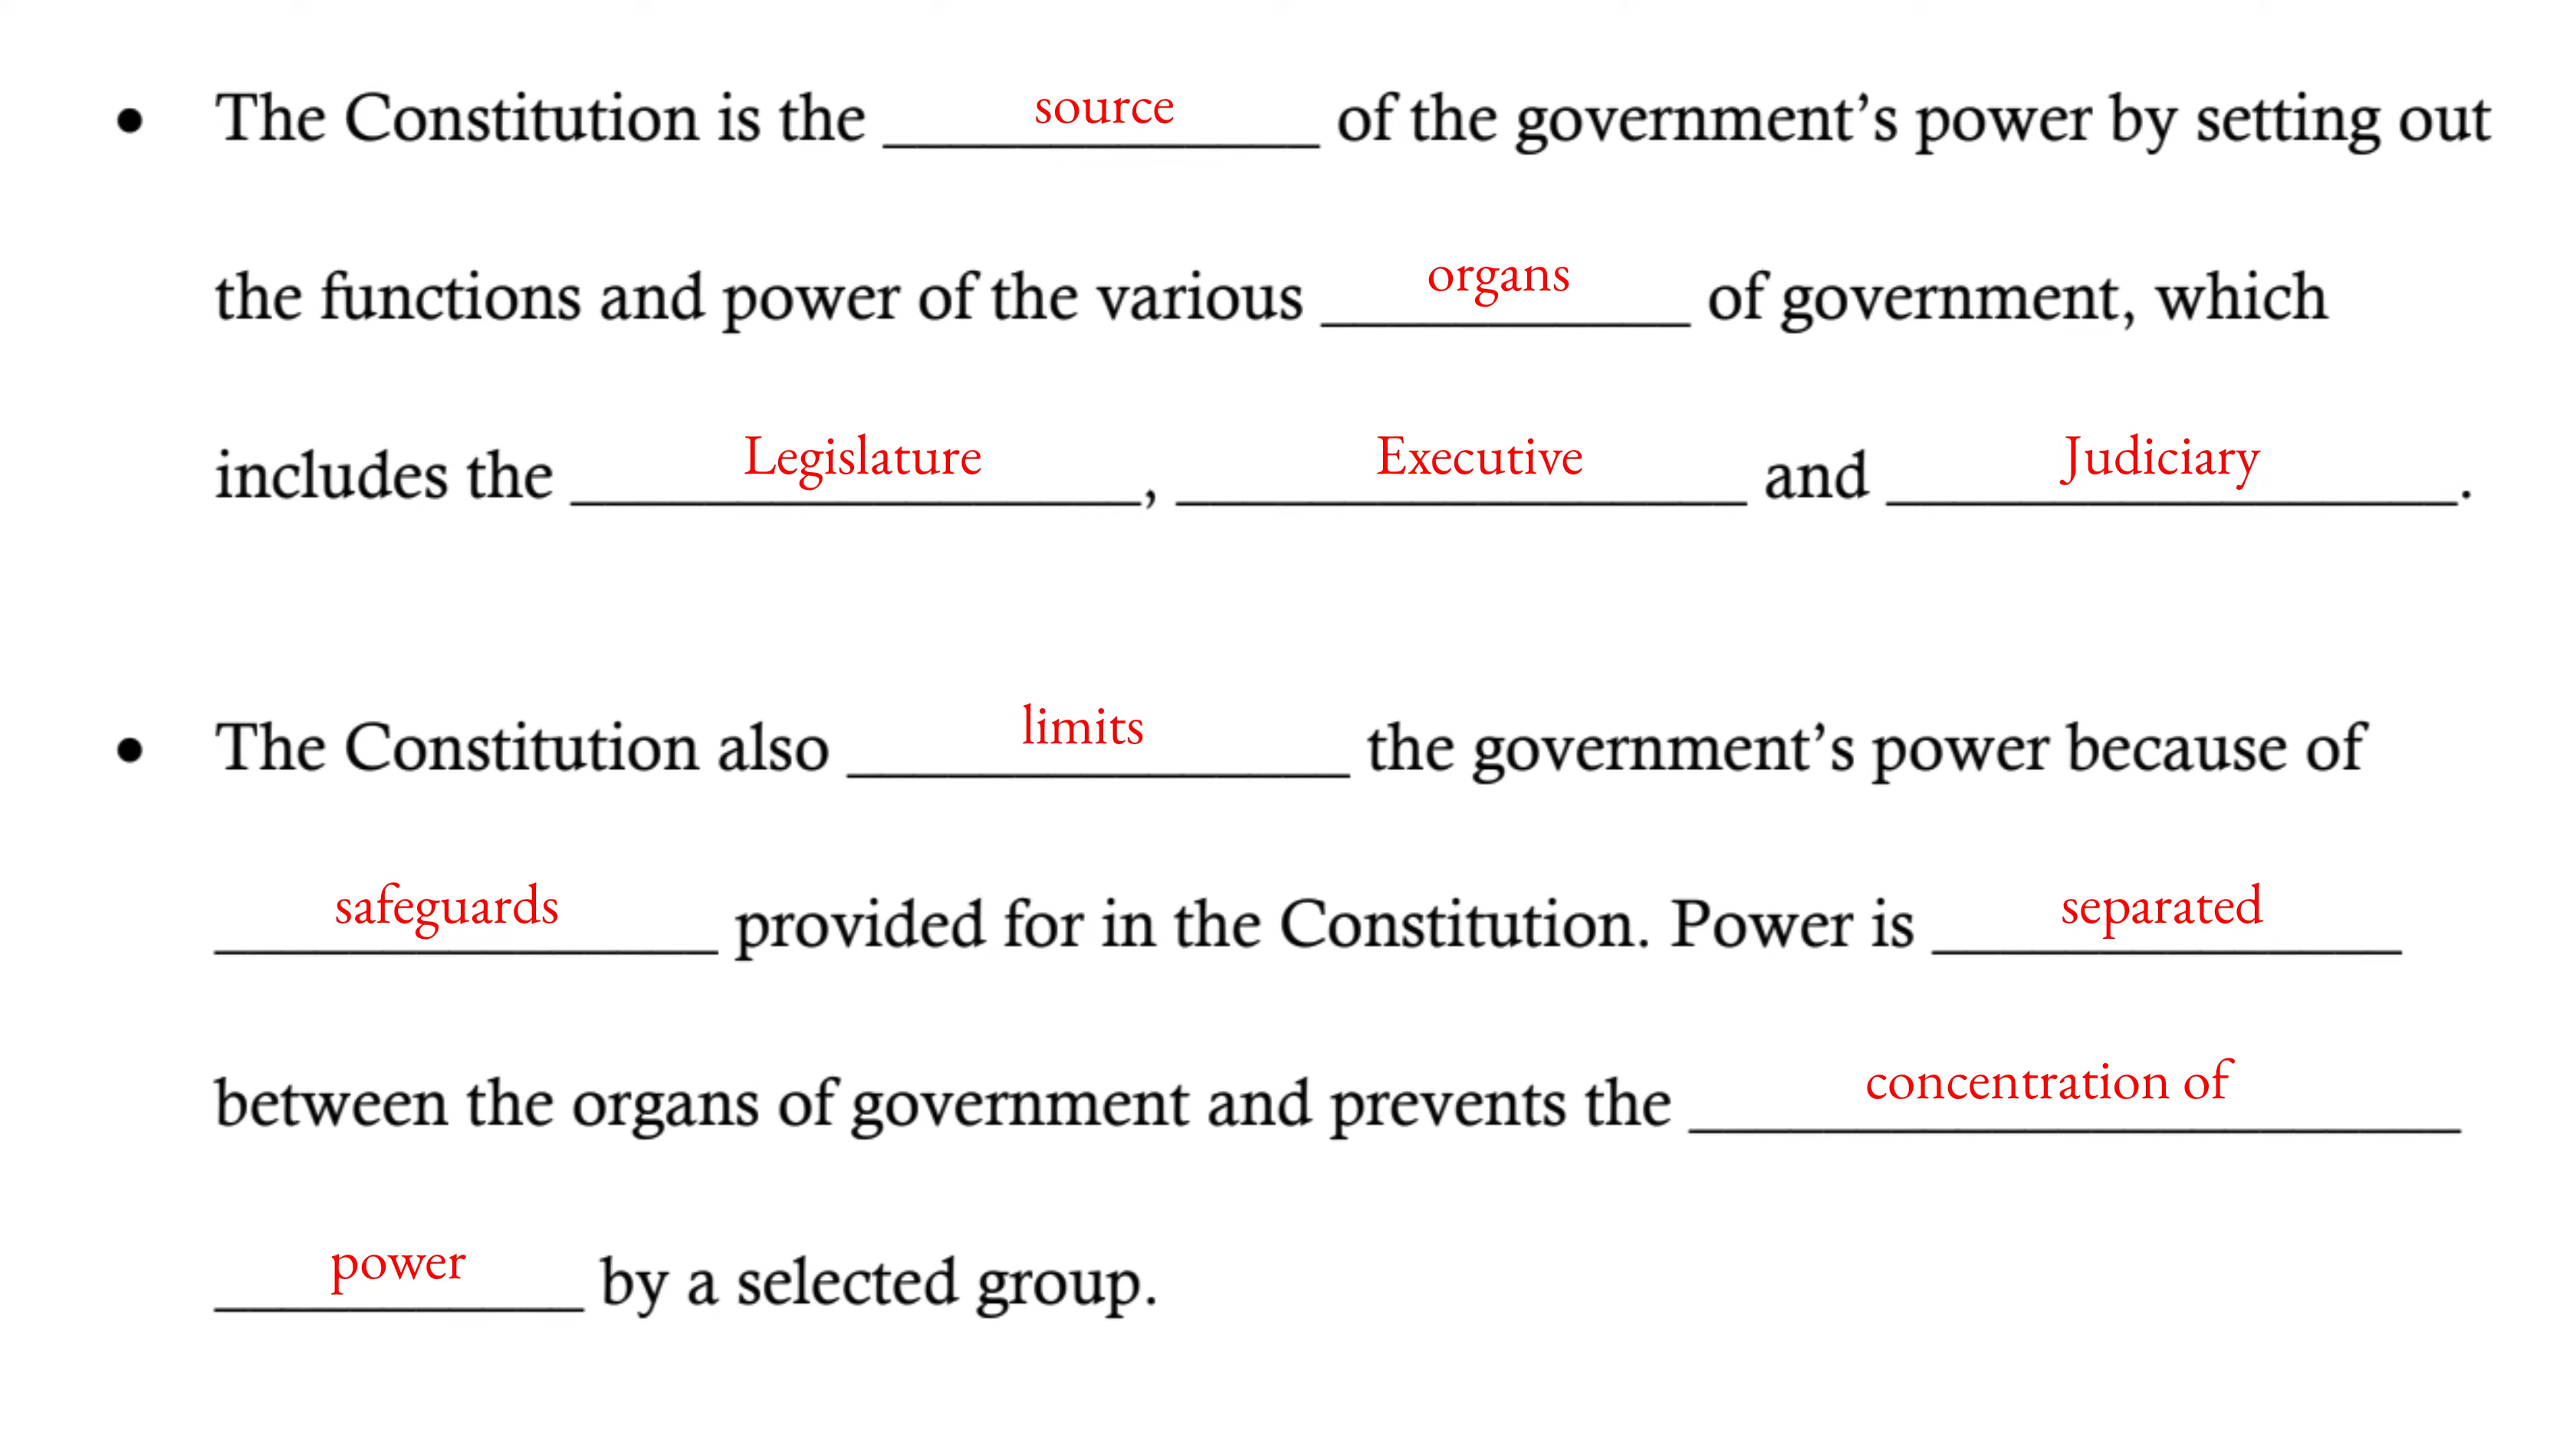 • The Constitution is the source of the government’s power by setting out
the functions and power of the various organs of government, which
includes the Legislature, Executive and Judiciary.
• The Constitution also limits the government’s power because of
safeguards provided for in the Constitution. Power is separated
between the organs of government and prevents the concentration of
power by a selected group.